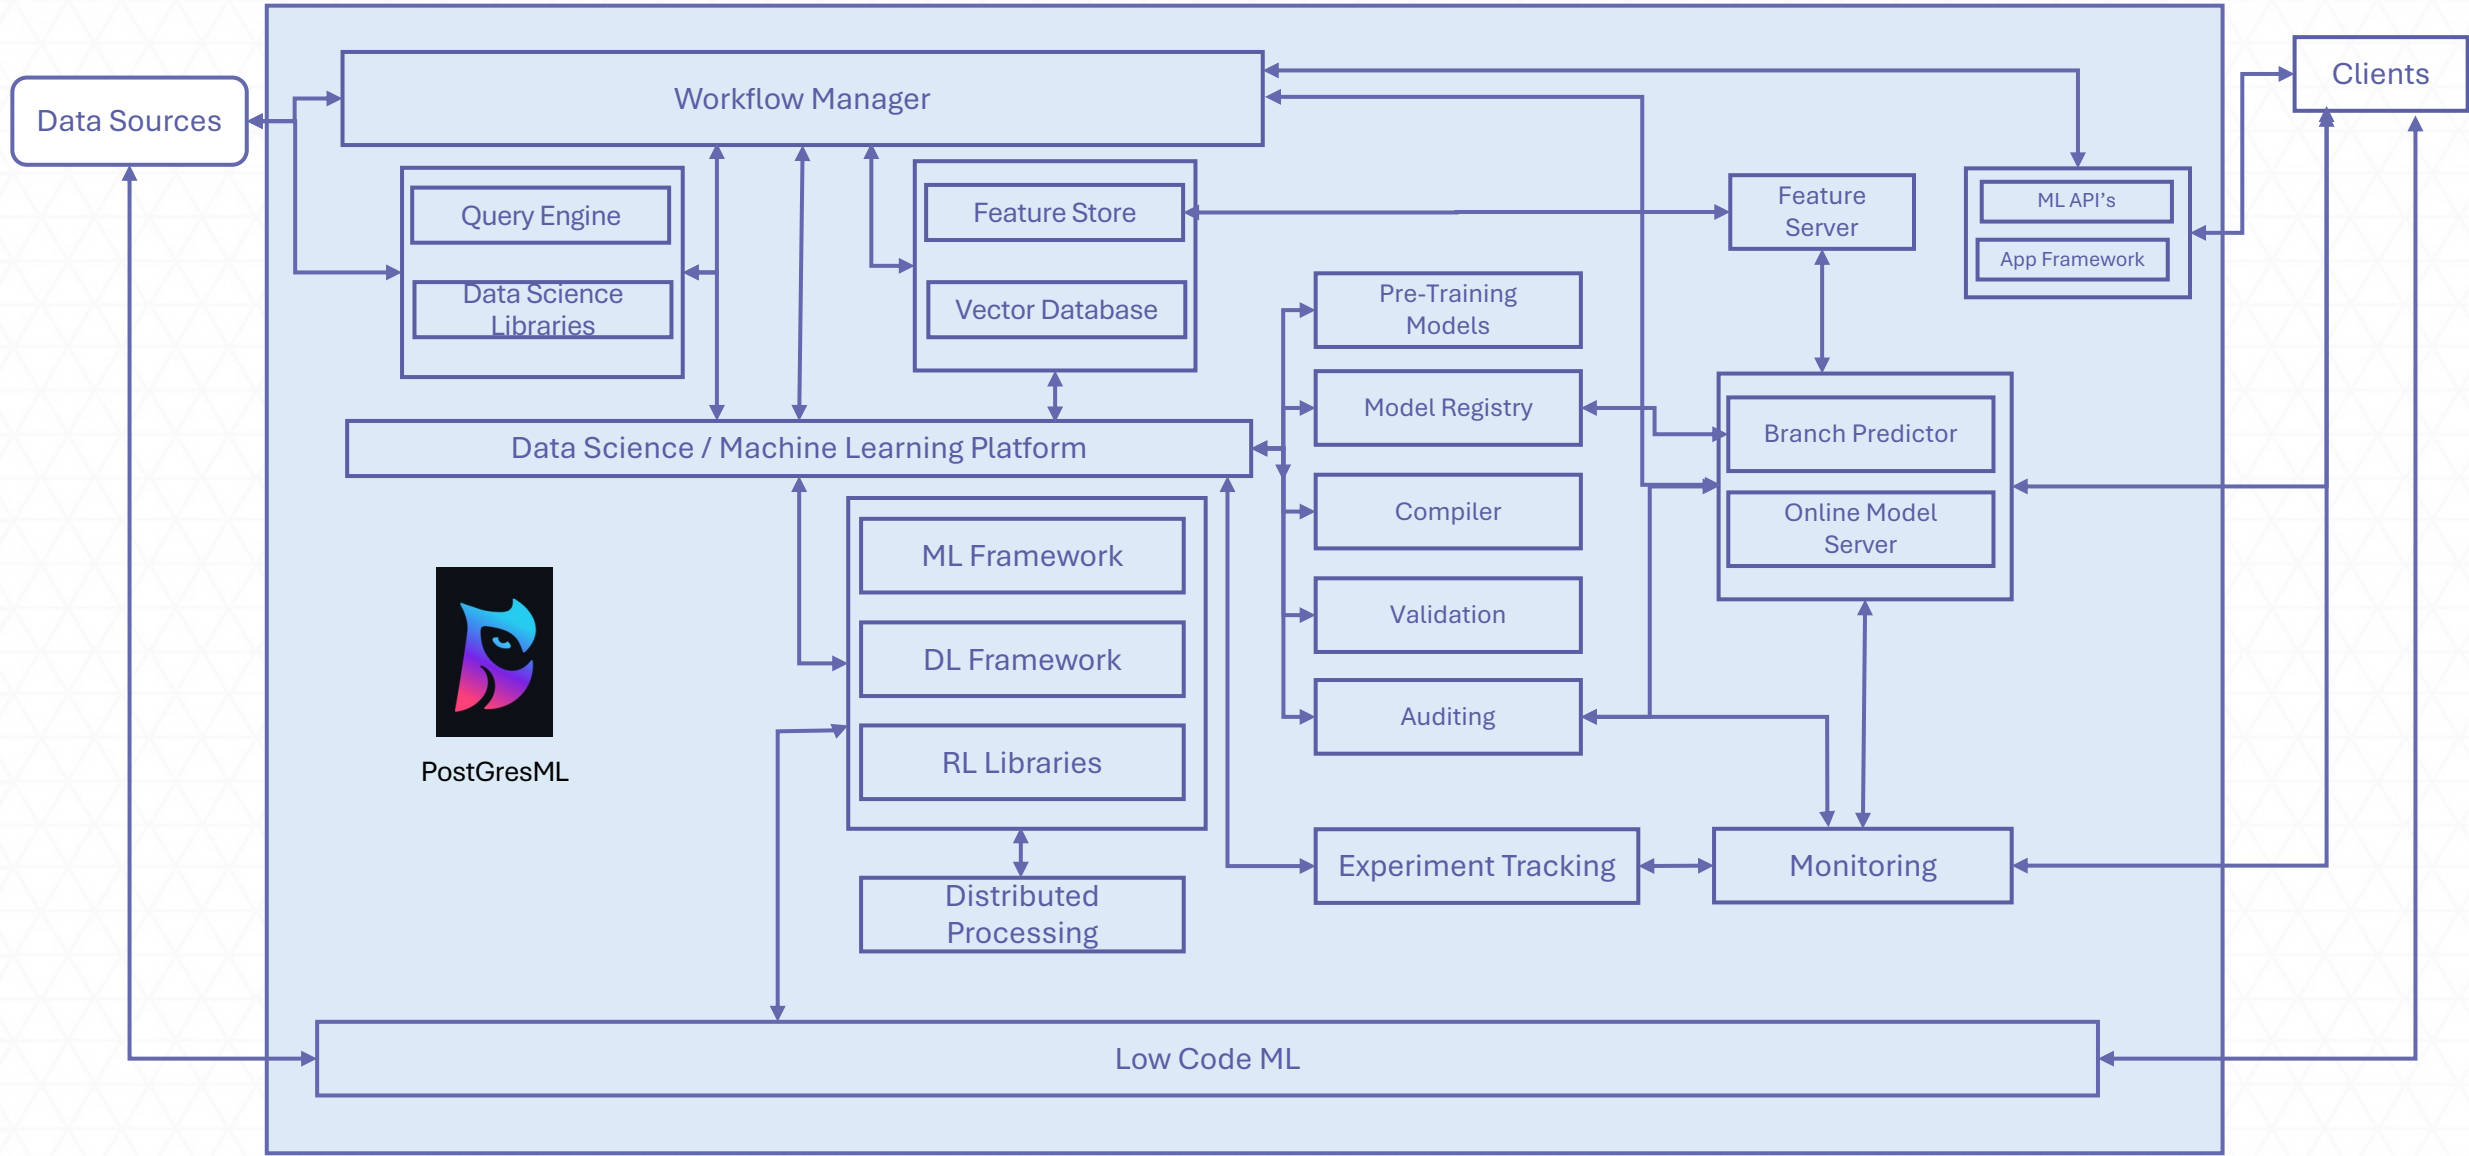 Data Sources
Workflow Manager
Clients
Query Engine
Data Science
Libraries
Feature Store
Vector Database
Feature
Server
ML API's
App Framework
Pre-Training
Models
Model Registry
Compiler
Validation
Auditing
Branch Predictor
Online Model
Server
Data Science / Machine Learning Platform
ML Framework
DL Framework
RL Libraries
PostGresML
Distributed
Processing
Experiment Tracking
Monitoring
Low Code ML